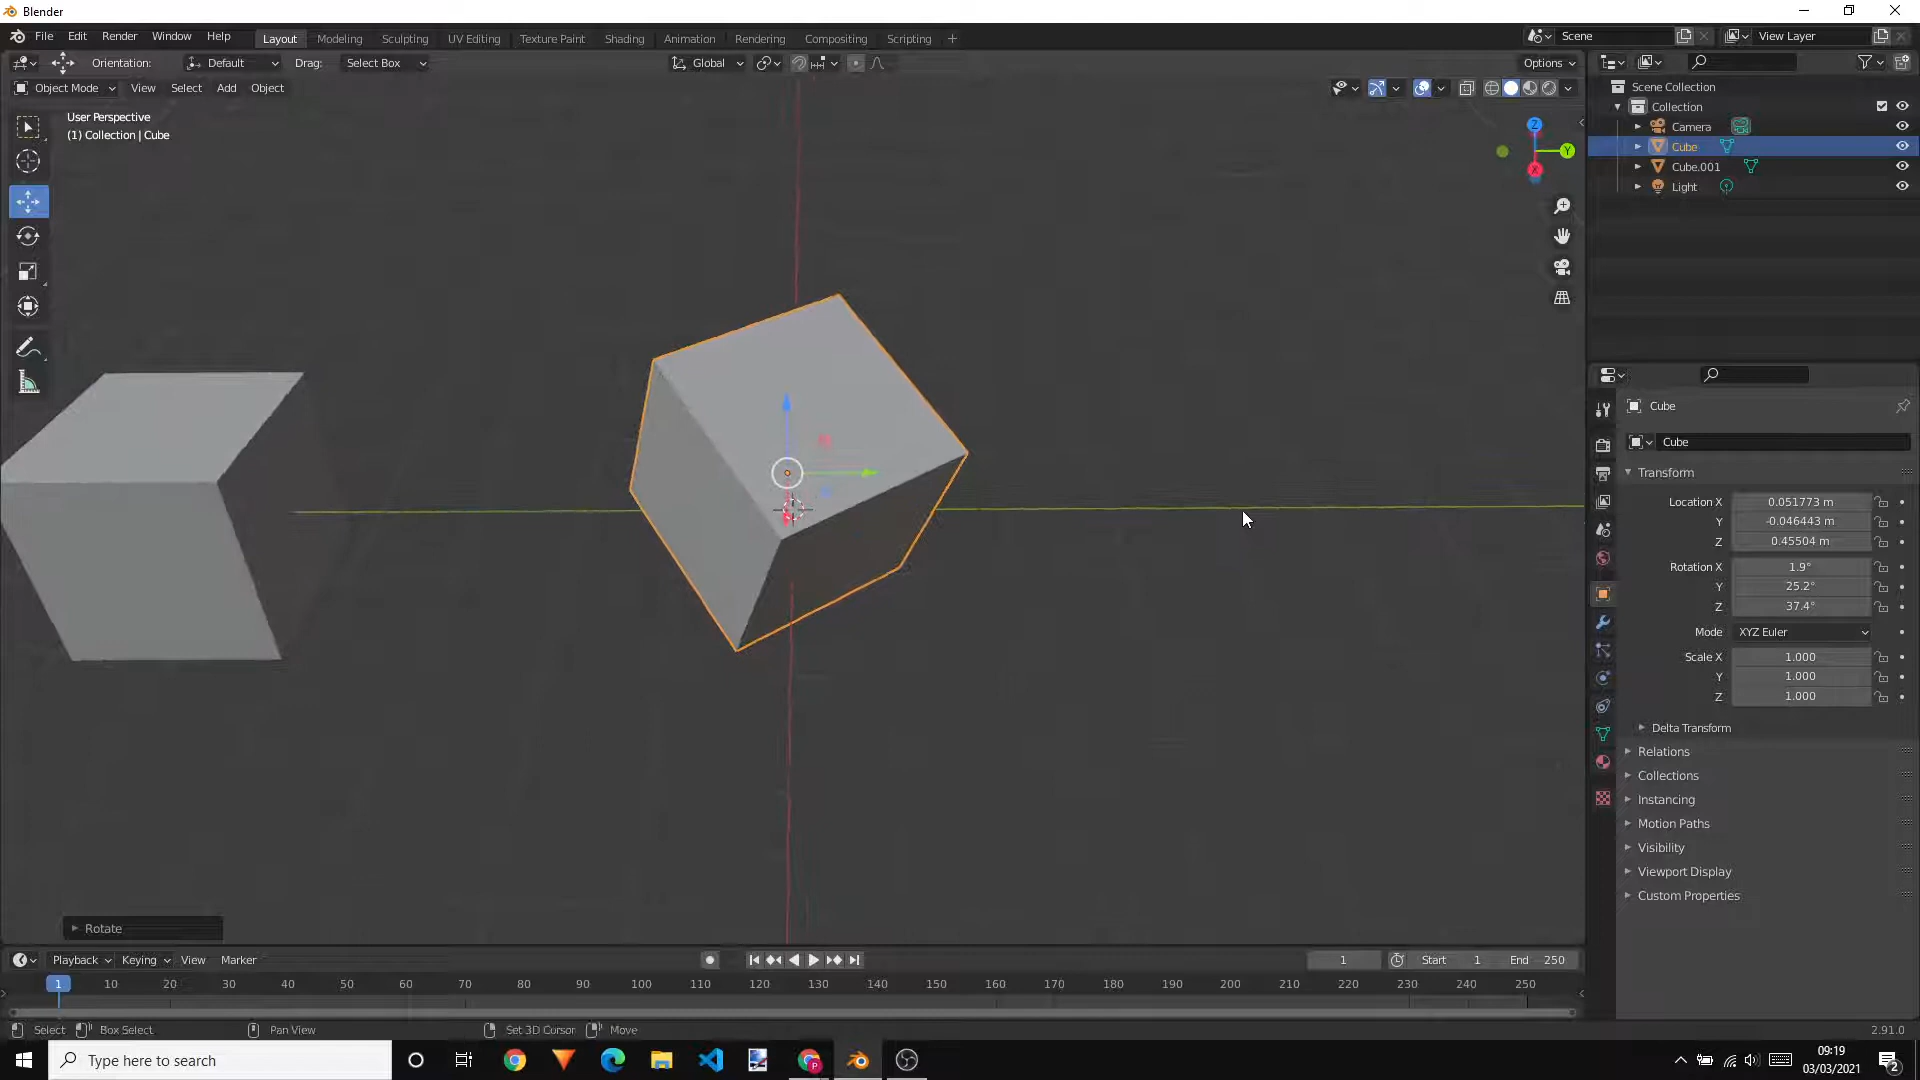 Blender
File Edit Render Window Help
Layout Modeling Sculpting UV Editing Texture Paint Shading Animation Rendering Compositing Scripting +
Scene
View Layer
Orientation: Default Drag: Select Box
Global
Options
Object Mode View Select Add Object
User Perspective
(1) Collection | Cube
Z
Y
X
Scene Collection
Collection
Camera
Cube
Cube.001
Light
Cube
Cube
Transform
Location X 0.051773 m
Y -0.046443 m
Z 0.45504 m
Rotation X 1.9°
Y 25.2°
Z 37.4°
Mode XYZ Euler
Scale X 1.000
Y 1.000
Z 1.000
Delta Transform
Relations
Collections
Instancing
Motion Paths
Visibility
Viewport Display
Custom Properties
Rotate
Playback Keying View Marker
1 Start 1 End 250
1 10 20 30 40 50 60 70 80 90 100 110 120 130 140 150 160 170 180 190 200 210 220 230 240 250
Select Box Select Pan View Set 3D Cursor Move
2.91.0
Type here to search
P
09:19
03/03/2021
2